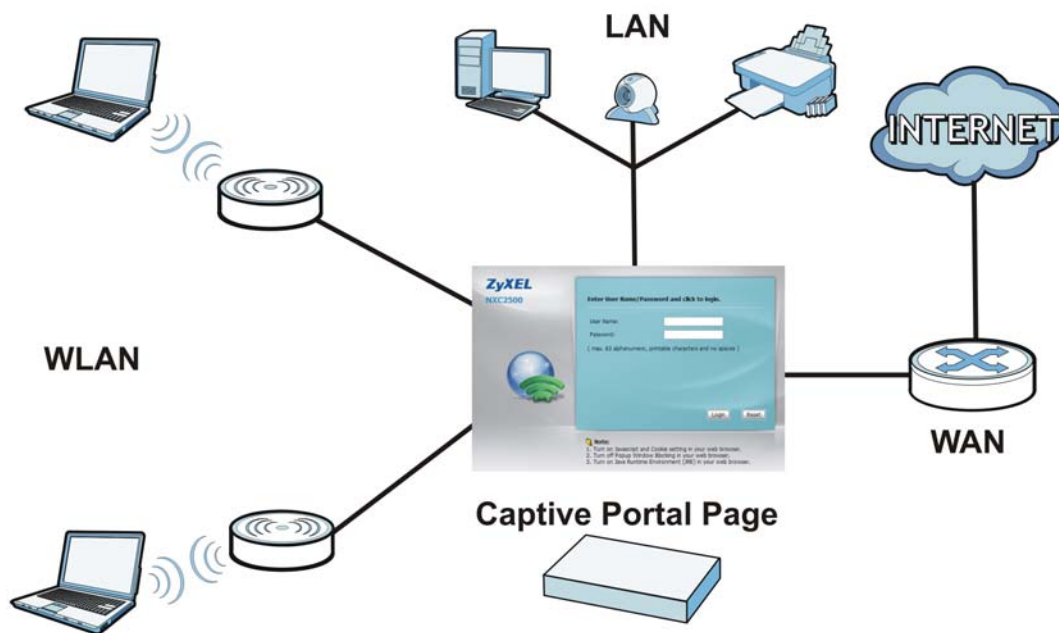 LAN
INTERNET
ZyXEL
NXC2500
Enter User Name/Password and click to login.
User Name:
Password:
( max. 63 alphanumeric, printable characters and no spaces )
Login
Reset
WLAN
WAN
Note:
1. Turn on Javascript and Cookie setting in your web browser.
2. Turn off Popup Window Blocking in your web browser.
3. Turn on Java Runtime Environment (JRE) in your web browser.
Captive Portal Page